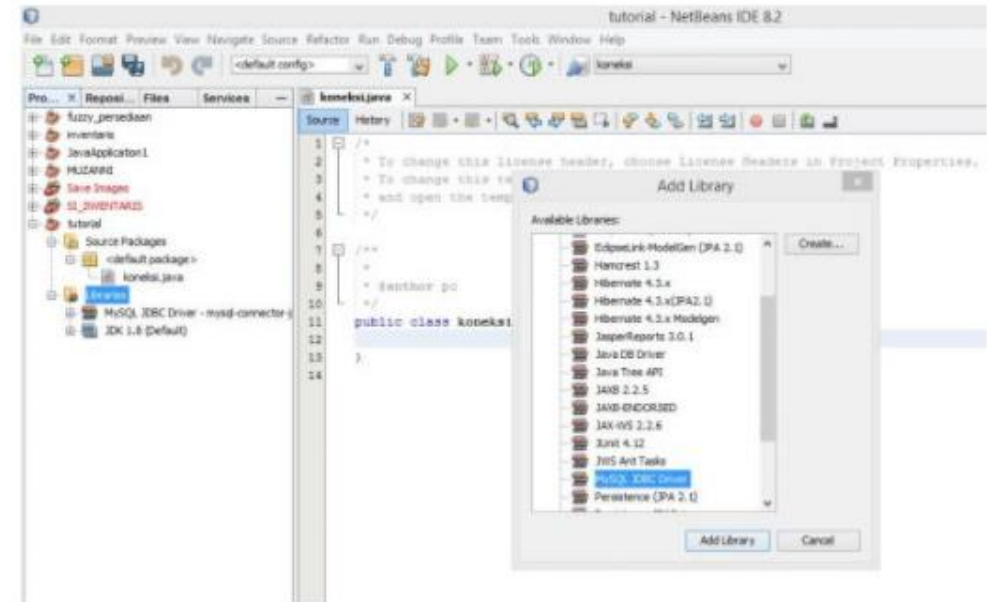 tutorial - NetBeans IDE 8.2
File Edit Format Preview View Navigate Source Refactor Run Debug Profile Team Tools Window Help
<default config>
koneksi
Pro... Reposi... Files Services
koneksi.java
fuzzy_persediaan
inventaris
JavaApplication1
MUZANNI
Save Images
SI_INVENTARIS
tutorial
Source Packages
<default package>
koneksi.java
Libraries
MySQL JDBC Driver - mysql-connector-j
JDK 1.8 (Default)
Source History
1 /*
2 * To change this license header, choose License Headers in Project Properties.
3 * To change this te
4 * and open the temp
5 */
6
7 /**
8 *
9 * @author pc
10 */
11 public class koneksi
12
13 }
14
Add Library
Available Libraries:
EclipseLink-ModelGen (JPA 2.1)
Hamcrest 1.3
Hibernate 4.3.x
Hibernate 4.3.x(JPA2.1)
Hibernate 4.3.x Modelgen
JasperReports 3.0.1
Java DB Driver
Java Tree API
JAXB 2.2.5
JAXB-ENDORSED
JAX-WS 2.2.6
JUnit 4.12
JWS Ant Tasks
MySQL JDBC Driver
Persistence (JPA 2.1)
Create...
Add Library
Cancel